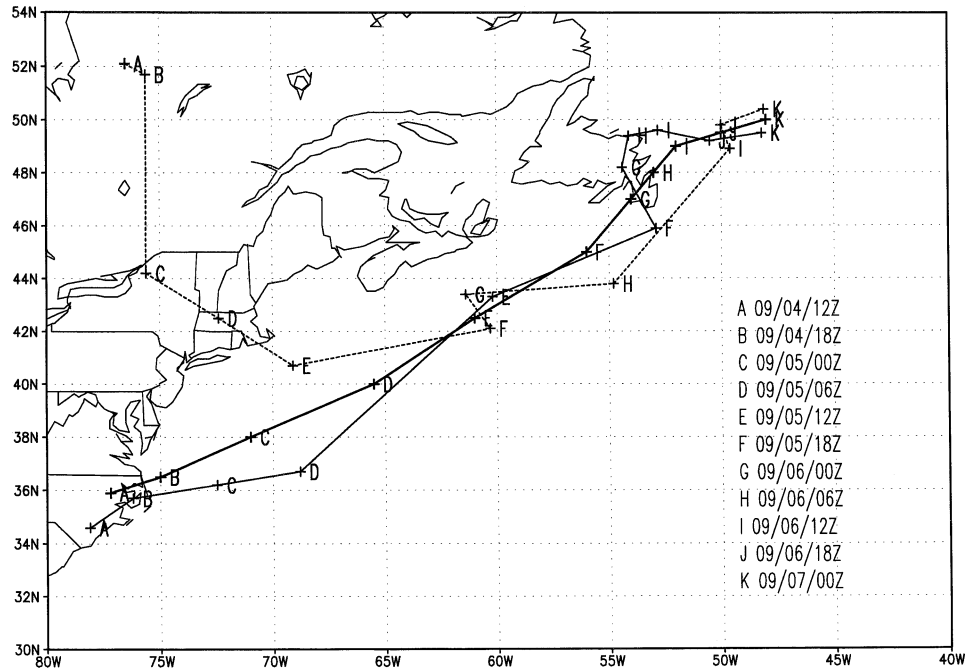 54N
52N
50N
48N
46N
44N
42N
40N
38N
36N
34N
32N
30N
80W 75W 70W 65W 60W 55W 50W 45W 40W
A B
C
D
E
F
G
H
I
J
K
A
B
C
D
E
F
G
H
I
J
K
A
B
C
D
E
F
G
H
I
J
K
A 09/04/12Z
B 09/04/18Z
C 09/05/00Z
D 09/05/06Z
E 09/05/12Z
F 09/05/18Z
G 09/06/00Z
H 09/06/06Z
I 09/06/12Z
J 09/06/18Z
K 09/07/00Z